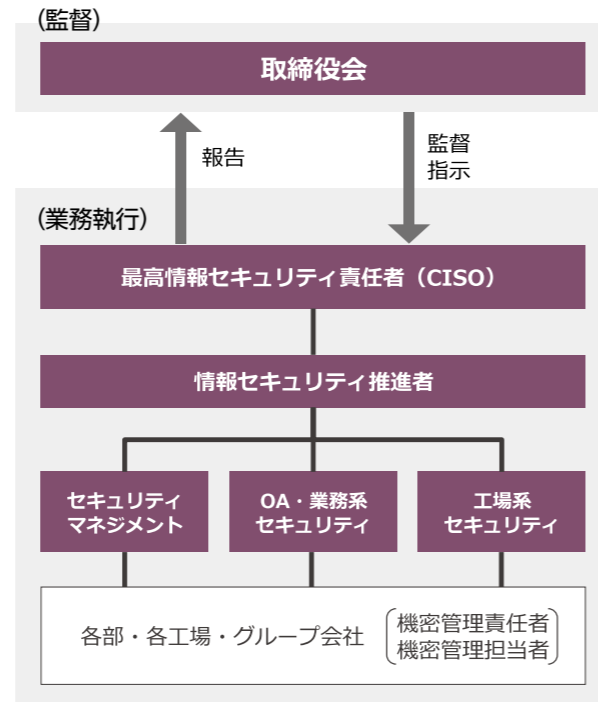 (監督)
取締役会
報告
監督
指示
(業務執行)
最高情報セキュリティ責任者（CISO）
情報セキュリティ推進者
セキュリティ
マネジメント
OA・業務系
セキュリティ
工場系
セキュリティ
各部・各工場・グループ会社
機密管理責任者
機密管理担当者